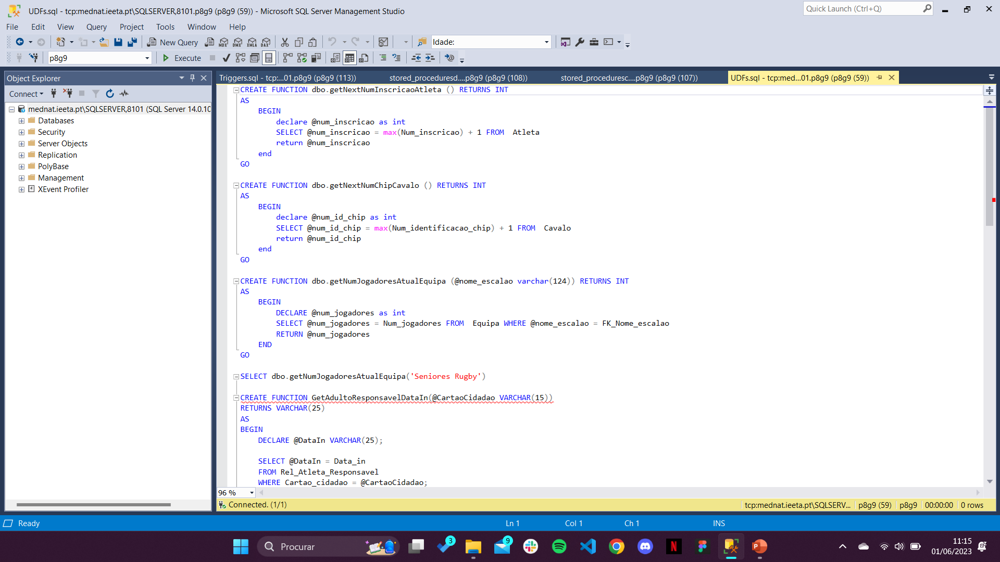 UDFs.sql - tcp:mednat.ieeta.pt\SQLSERVER,8101.p8g9 (p8g9 (59)) - Microsoft SQL Server Management Studio
Quick Launch (Ctrl+Q)
File Edit View Query Project Tools Window Help
New Query
MDX DMX XMLA DAX
Idade:
p8g9
Execute
Object Explorer
Connect
mednat.ieeta.pt\SQLSERVER,8101 (SQL Server 14.0.10
Databases
Security
Server Objects
Replication
PolyBase
Management
XEvent Profiler
Triggers.sql - tcp:...01.p8g9 (p8g9 (113))
stored_proceduresd....p8g9 (p8g9 (108))
stored_proceduresc....p8g9 (p8g9 (107))
UDFs.sql - tcp:med...01.p8g9 (p8g9 (59))
CREATE FUNCTION dbo.getNextNumInscricaoAtleta () RETURNS INT
AS
BEGIN
declare @num_inscricao as int
SELECT @num_inscricao = max(Num_inscricao) + 1 FROM  Atleta
return @num_inscricao
end
GO
CREATE FUNCTION dbo.getNextNumChipCavalo () RETURNS INT
AS
BEGIN
declare @num_id_chip as int
SELECT @num_id_chip = max(Num_identificacao_chip) + 1 FROM  Cavalo
return @num_id_chip
end
GO
CREATE FUNCTION dbo.getNumJogadoresAtualEquipa (@nome_escalao varchar(124)) RETURNS INT
AS
BEGIN
DECLARE @num_jogadores as int
SELECT @num_jogadores = Num_jogadores FROM  Equipa WHERE @nome_escalao = FK_Nome_escalao
RETURN @num_jogadores
END
GO
SELECT dbo.getNumJogadoresAtualEquipa('Seniores Rugby')
CREATE FUNCTION GetAdultoResponsavelDataIn(@CartaoCidadao VARCHAR(15))
RETURNS VARCHAR(25)
AS
BEGIN
DECLARE @DataIn VARCHAR(25);
SELECT @DataIn = Data_in
FROM Rel_Atleta_Responsavel
WHERE Cartao_cidadao = @CartaoCidadao;
96 %
Connected. (1/1)
tcp:mednat.ieeta.pt\SQLSERV... p8g9 (59) p8g9 00:00:00 0 rows
Ready
Ln 1 Col 1 Ch 1 INS
Procurar
3
9
11:15
01/06/2023